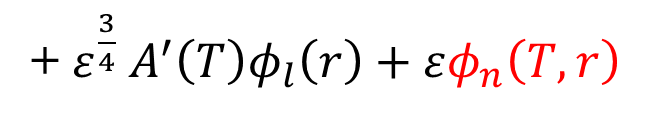 + ε^{3/4} A′(T)ϕ_l(r) + εϕ_n(T, r)